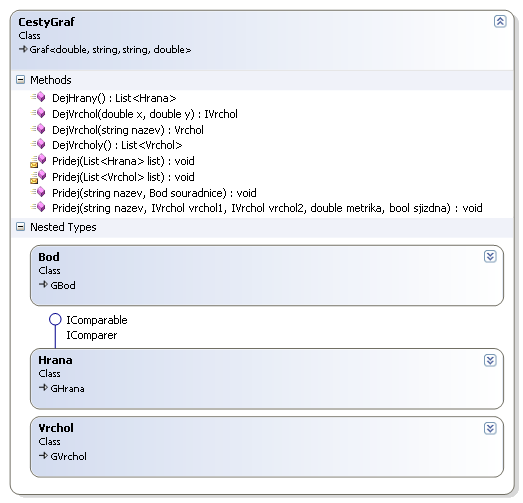 CestyGraf
Class
Graf<double, string, string, double>
Methods
DejHrany() : List<Hrana>
DejVrchol(double x, double y) : IVrchol
DejVrchol(string nazev) : Vrchol
DejVrcholy() : List<Vrchol>
Pridej(List<Hrana> list) : void
Pridej(List<Vrchol> list) : void
Pridej(string nazev, Bod souradnice) : void
Pridej(string nazev, IVrchol vrchol1, IVrchol vrchol2, double metrika, bool sjizdna) : void
Nested Types
Bod
Class
GBod
IComparable
IComparer
Hrana
Class
GHrana
Vrchol
Class
GVrchol